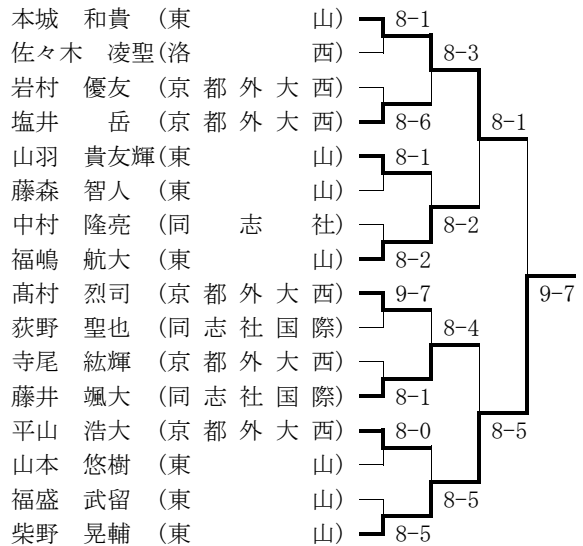 本城 和貴 (東 山) 8-1
佐々木 凌聖 (洛 西) 8-3
岩村 優友 (京 都 外 大 西)
塩井 岳 (京 都 外 大 西) 8-6 8-1
山羽 貴友輝 (東 山) 8-1
藤森 智人 (東 山)
中村 隆亮 (同 志 社) 8-2
福嶋 航大 (東 山) 8-2
髙村 烈司 (京 都 外 大 西) 9-7 9-7
荻野 聖也 (同 志 社 国 際) 8-4
寺尾 紘輝 (京 都 外 大 西)
藤井 颯大 (同 志 社 国 際) 8-1
平山 浩大 (京 都 外 大 西) 8-0 8-5
山本 悠樹 (東 山)
福盛 武留 (東 山) 8-5
柴野 晃輔 (東 山) 8-5